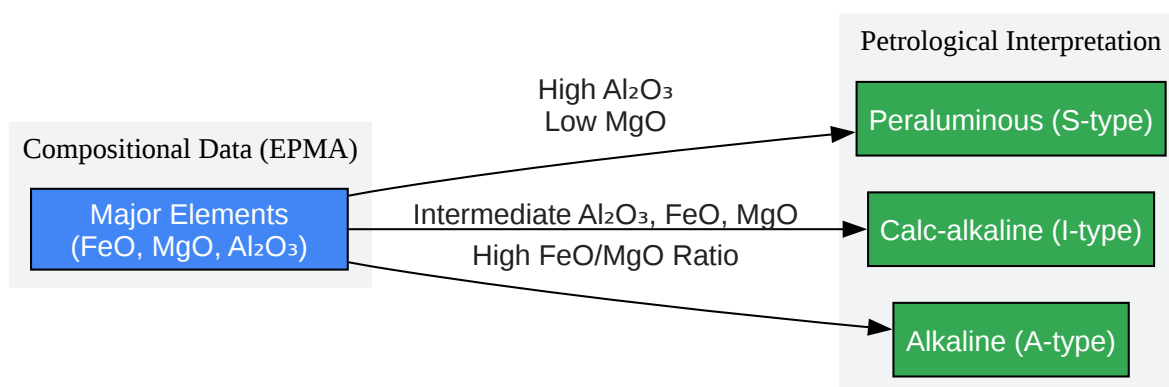 Compositional Data (EPMA)
Major Elements
(FeO, MgO, Al₂O₃)
High Al₂O₃
Low MgO
Intermediate Al₂O₃, FeO, MgO
High FeO/MgO Ratio
Petrological Interpretation
Peraluminous (S-type)
Calc-alkaline (I-type)
Alkaline (A-type)